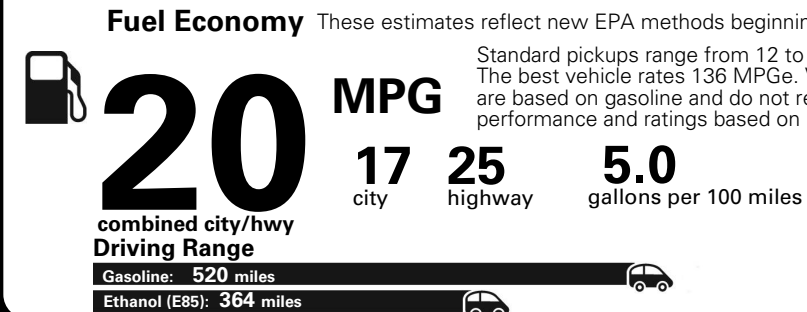 Fuel Economy These estimates reflect new EPA methods beginnin
Standard pickups range from 12 to
The best vehicle rates 136 MPGe. V
are based on gasoline and do not re
performance and ratings based on
20 MPG
17 25 5.0
city highway gallons per 100 miles
combined city/hwy
Driving Range
Gasoline: 520 miles
Ethanol (E85): 364 miles